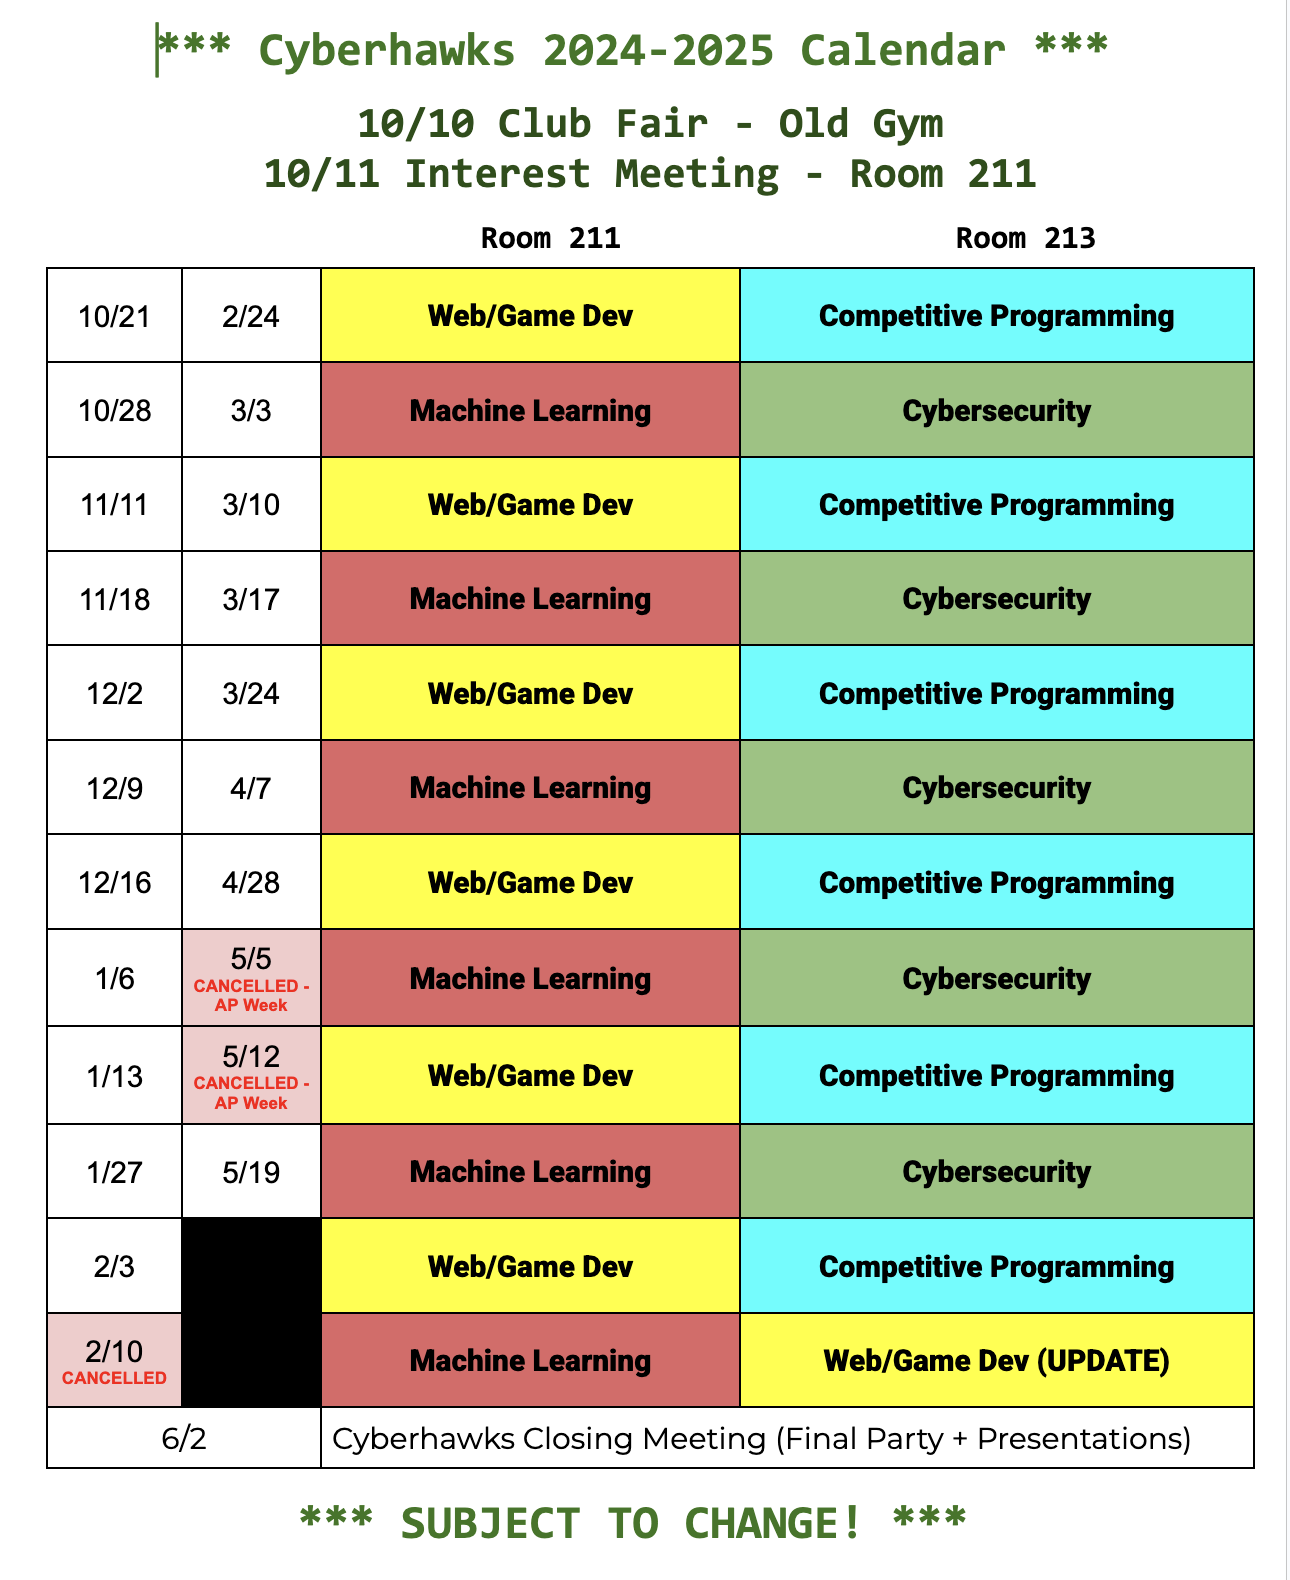 *** Cyberhawks 2024-2025 Calendar ***
10/10 Club Fair - Old Gym
10/11 Interest Meeting - Room 211
Room 211 Room 213
10/21 2/24 Web/Game Dev Competitive Programming
10/28 3/3 Machine Learning Cybersecurity
11/11 3/10 Web/Game Dev Competitive Programming
11/18 3/17 Machine Learning Cybersecurity
12/2 3/24 Web/Game Dev Competitive Programming
12/9 4/7 Machine Learning Cybersecurity
12/16 4/28 Web/Game Dev Competitive Programming
1/6 5/5 Machine Learning Cybersecurity
CANCELLED -
AP Week
1/13 5/12 Web/Game Dev Competitive Programming
CANCELLED -
AP Week
1/27 5/19 Machine Learning Cybersecurity
2/3 Web/Game Dev Competitive Programming
2/10 Machine Learning Web/Game Dev (UPDATE)
CANCELLED
6/2 Cyberhawks Closing Meeting (Final Party + Presentations)
*** SUBJECT TO CHANGE! ***